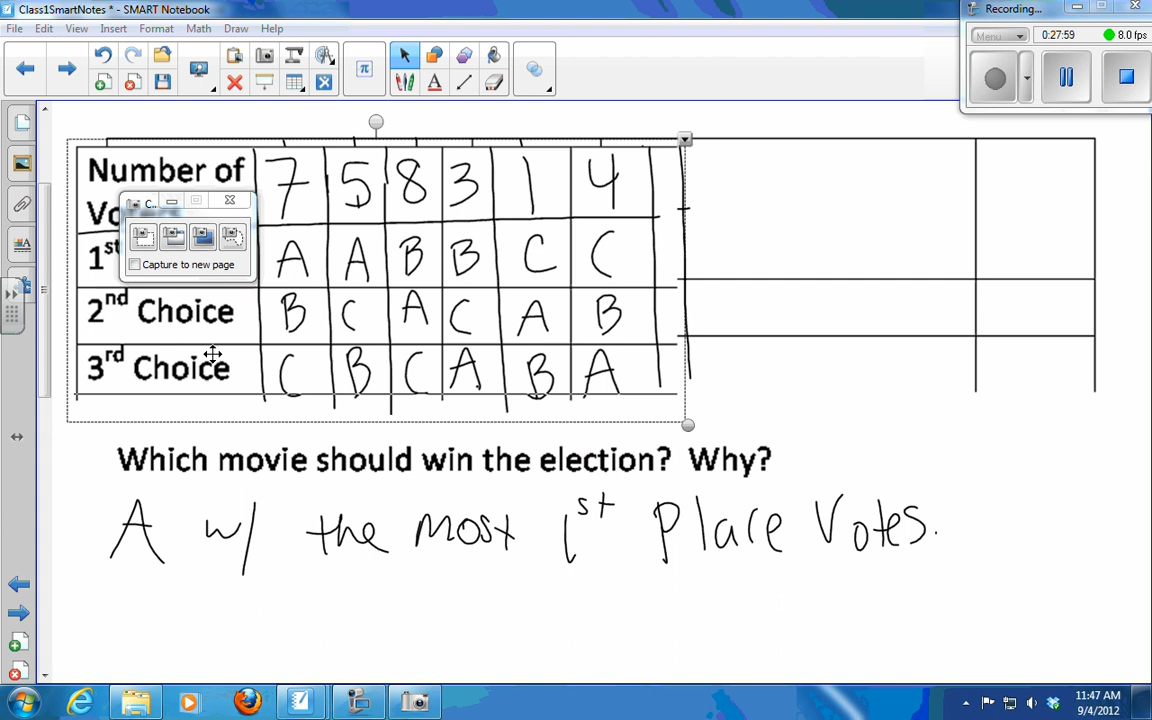 Class1SmartNotes * - SMART Notebook
Recording...
File Edit View Insert Format Math Draw Help
Menu
0:27:59
8.0 fps
Number of 7 5 8 3 1 4
C..
1st A A B B C C
Capture to new page
2nd Choice B C A C A B
3rd Choice C B C A B A
Which movie should win the election? Why?
A w/ the most 1st Place Votes.
11:47 AM
9/4/2012